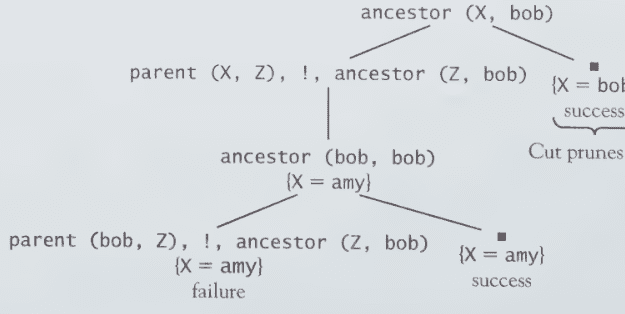 ancestor (X, bob)
parent (X, Z), !, ancestor (Z, bob)
{X = bob
success
Cut prunes
ancestor (bob, bob)
{X = amy}
parent (bob, Z), !, ancestor (Z, bob)
{X = amy}
failure
{X = amy}
success